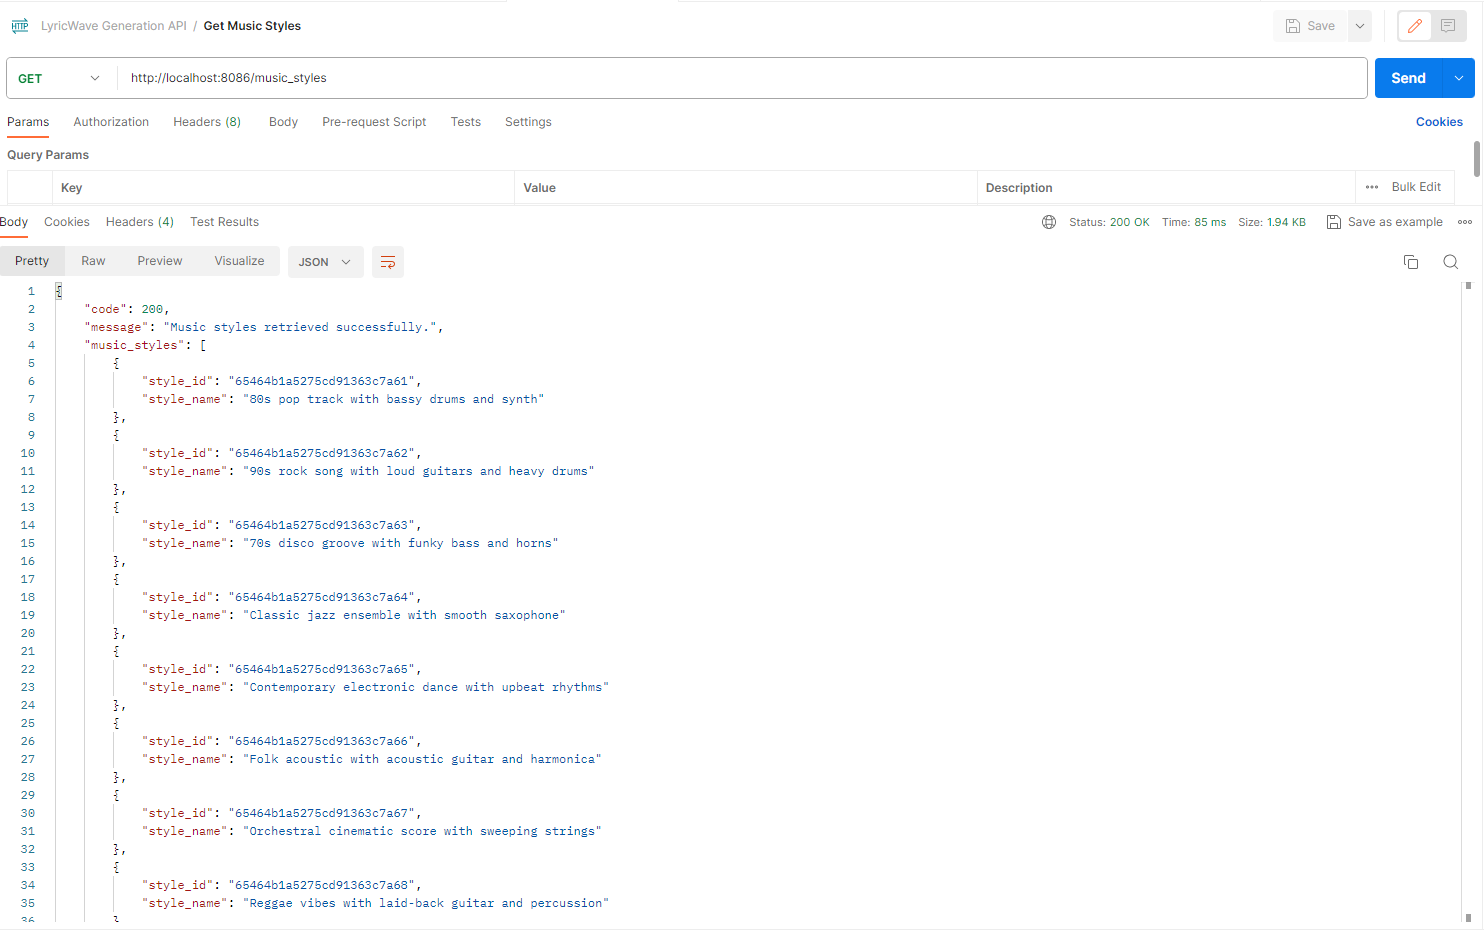 HTTP LyricWave Generation API / Get Music Styles Save
GET http://localhost:8086/music_styles Send
Params Authorization Headers (8) Body Pre-request Script Tests Settings Cookies
Query Params
Key Value Description Bulk Edit
Body Cookies Headers (4) Test Results Status: 200 OK Time: 85 ms Size: 1.94 KB Save as example
Pretty Raw Preview Visualize JSON
1 {
2 "code": 200,
3 "message": "Music styles retrieved successfully.",
4 "music_styles": [
5 {
6 "style_id": "65464b1a5275cd91363c7a61",
7 "style_name": "80s pop track with bassy drums and synth"
8 },
9 {
10 "style_id": "65464b1a5275cd91363c7a62",
11 "style_name": "90s rock song with loud guitars and heavy drums"
12 },
13 {
14 "style_id": "65464b1a5275cd91363c7a63",
15 "style_name": "70s disco groove with funky bass and horns"
16 },
17 {
18 "style_id": "65464b1a5275cd91363c7a64",
19 "style_name": "Classic jazz ensemble with smooth saxophone"
20 },
21 {
22 "style_id": "65464b1a5275cd91363c7a65",
23 "style_name": "Contemporary electronic dance with upbeat rhythms"
24 },
25 {
26 "style_id": "65464b1a5275cd91363c7a66",
27 "style_name": "Folk acoustic with acoustic guitar and harmonica"
28 },
29 {
30 "style_id": "65464b1a5275cd91363c7a67",
31 "style_name": "Orchestral cinematic score with sweeping strings"
32 },
33 {
34 "style_id": "65464b1a5275cd91363c7a68",
35 "style_name": "Reggae vibes with laid-back guitar and percussion"
36 }